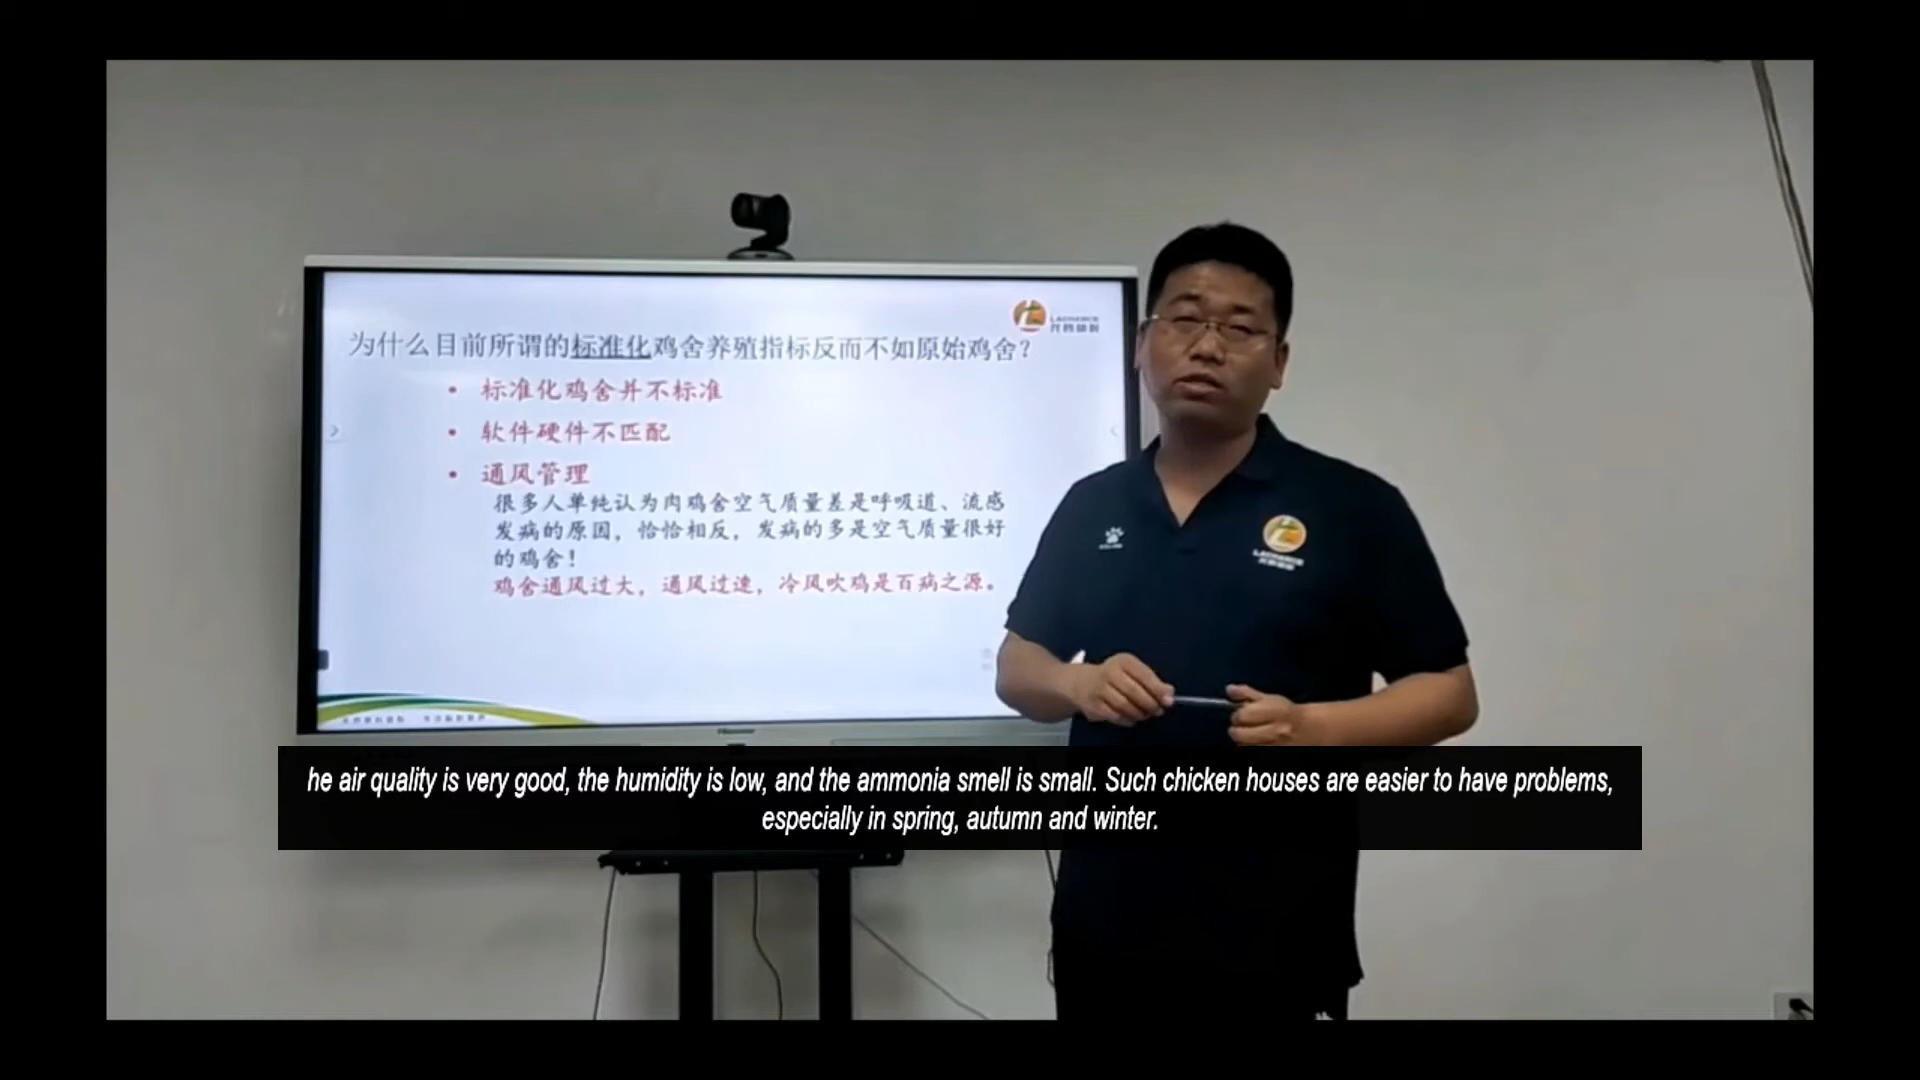 LACHANCE
为什么目前所谓的标准化鸡舍养殖指标反而不如原始鸡舍？
• 标准化鸡舍并不标准
• 软件硬件不匹配
• 通风管理
很多人单纯认为肉鸡舍空气质量差是呼吸道、流感
发病的原因，恰恰相反，发病的多是空气质量很好
的鸡舍！
鸡舍通风过大，通风过速，冷风吹鸡是百病之源。
Hisense
LACHANCE
he air quality is very good, the humidity is low, and the ammonia smell is small. Such chicken houses are easier to have problems,
especially in spring, autumn and winter.